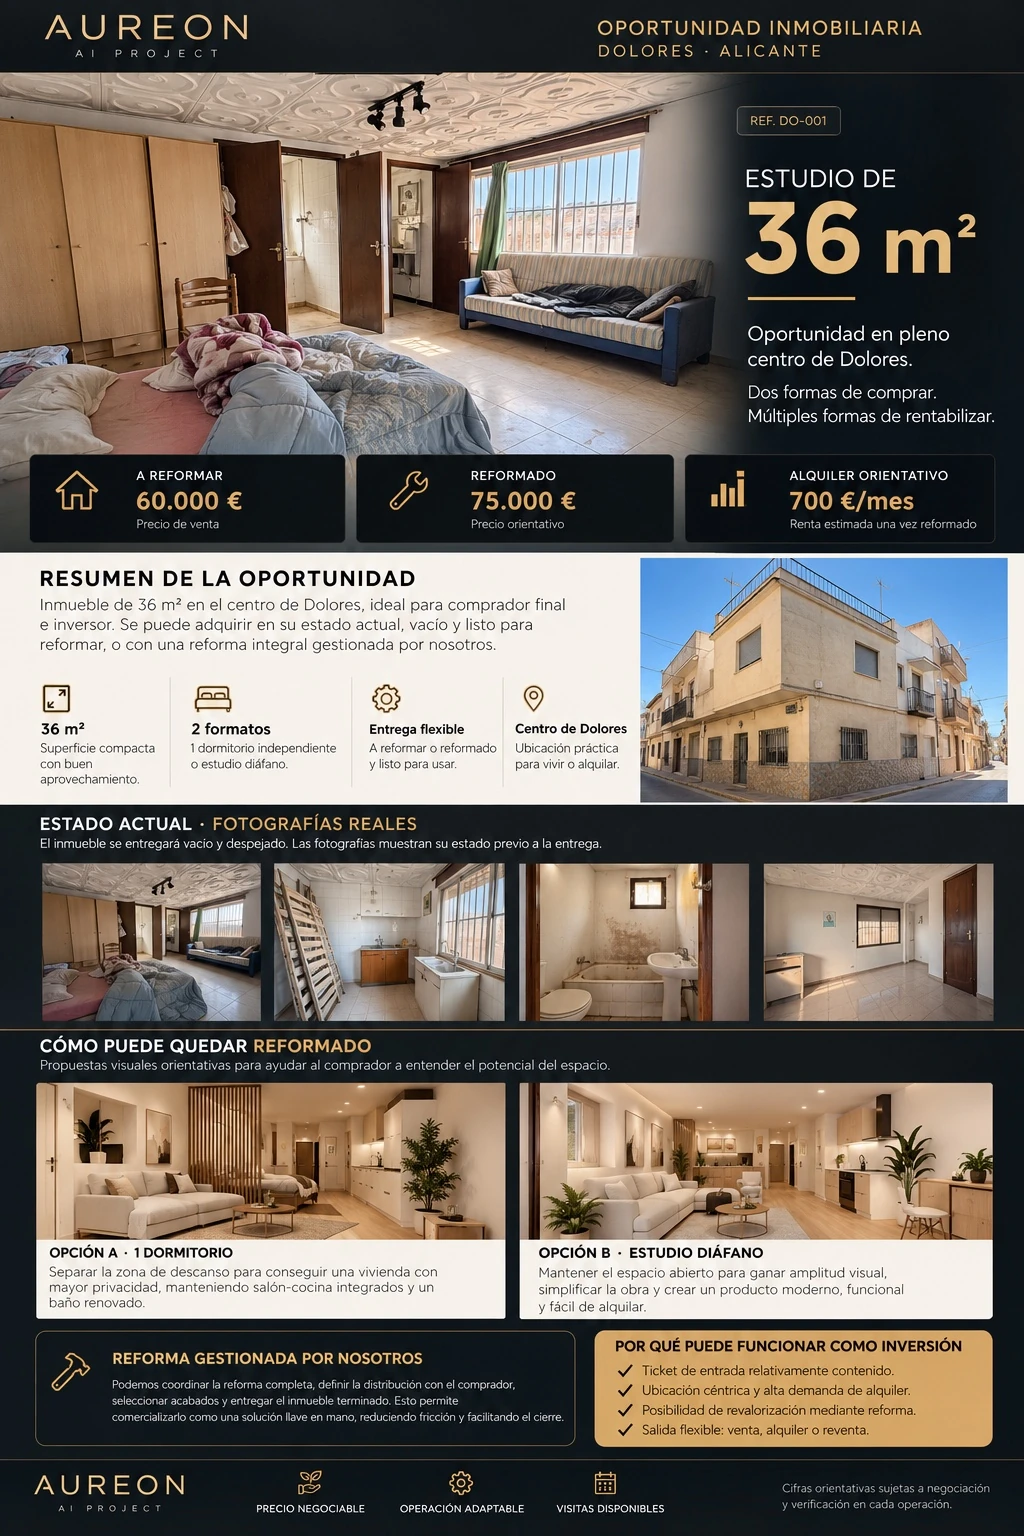 AUREON
AI PROJECT
OPORTUNIDAD INMOBILIARIA
DOLORES · ALICANTE
REF. DO-001
ESTUDIO DE
36 m²
Oportunidad en pleno
centro de Dolores.
Dos formas de comprar.
Múltiples formas de rentabilizar.
A REFORMAR
60.000 €
Precio de venta
REFORMADO
75.000 €
Precio orientativo
ALQUILER ORIENTATIVO
700 €/mes
Renta estimada una vez reformado
RESUMEN DE LA OPORTUNIDAD
Inmueble de 36 m² en el centro de Dolores, ideal para comprador final
e inversor. Se puede adquirir en su estado actual, vacío y listo para
reformar, o con una reforma integral gestionada por nosotros.
36 m²
Superficie compacta
con buen
aprovechamiento.
2 formatos
1 dormitorio independiente
o estudio diáfano.
Entrega flexible
A reformar o reformado
y listo para usar.
Centro de Dolores
Ubicación práctica
para vivir o alquilar.
ESTADO ACTUAL · FOTOGRAFÍAS REALES
El inmueble se entregará vacio y despejado. Las fotografías muestran su estado previo a la entrega.
CÓMO PUEDE QUEDAR REFORMADO
Propuestas visuales orientativas para ayudar al comprador a entender el potencial del espacio.
OPCIÓN A · 1 DORMITORIO
Separar la zona de descanso para conseguir una vivienda con
mayor privacidad, manteniendo salón-cocina integrados y un
baño renovado.
OPCIÓN B · ESTUDIO DIÁFANO
Mantener el espacio abierto para ganar amplitud visual,
simplificar la obra y crear un producto moderno, funcional
y fácil de alquilar.
REFORMA GESTIONADA POR NOSOTROS
Podemos coordinar la reforma completa, definir la distribución con el comprador,
seleccionar acabados y entregar el inmueble terminado. Esto permite
comercializarlo como una solución llave en mano, reduciendo fricción y facilitando el cierre.
POR QUÉ PUEDE FUNCIONAR COMO INVERSIÓN
Ticket de entrada relativamente contenido.
Ubicación céntrica y alta demanda de alquiler.
Posibilidad de revalorización mediante reforma.
Salida flexible: venta, alquiler o reventa.
AUREON
AI PROJECT
PRECIO NEGOCIABLE
OPERACIÓN ADAPTABLE
VISITAS DISPONIBLES
Cifras orientativas sujetas a negociación
y verificación en cada operación.